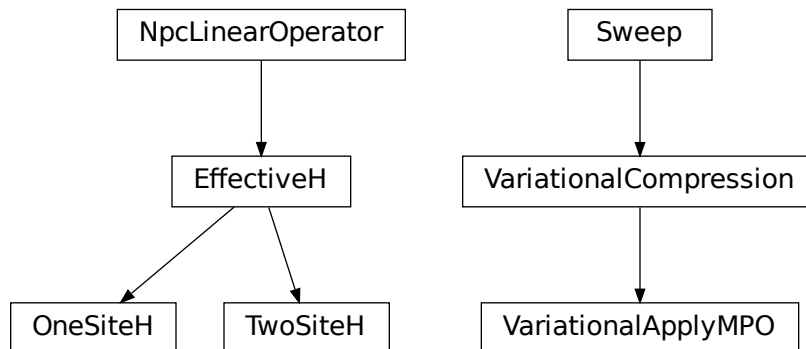 NpcLinearOperator
Sweep
EffectiveH
VariationalCompression
OneSiteH
TwoSiteH
VariationalApplyMPO